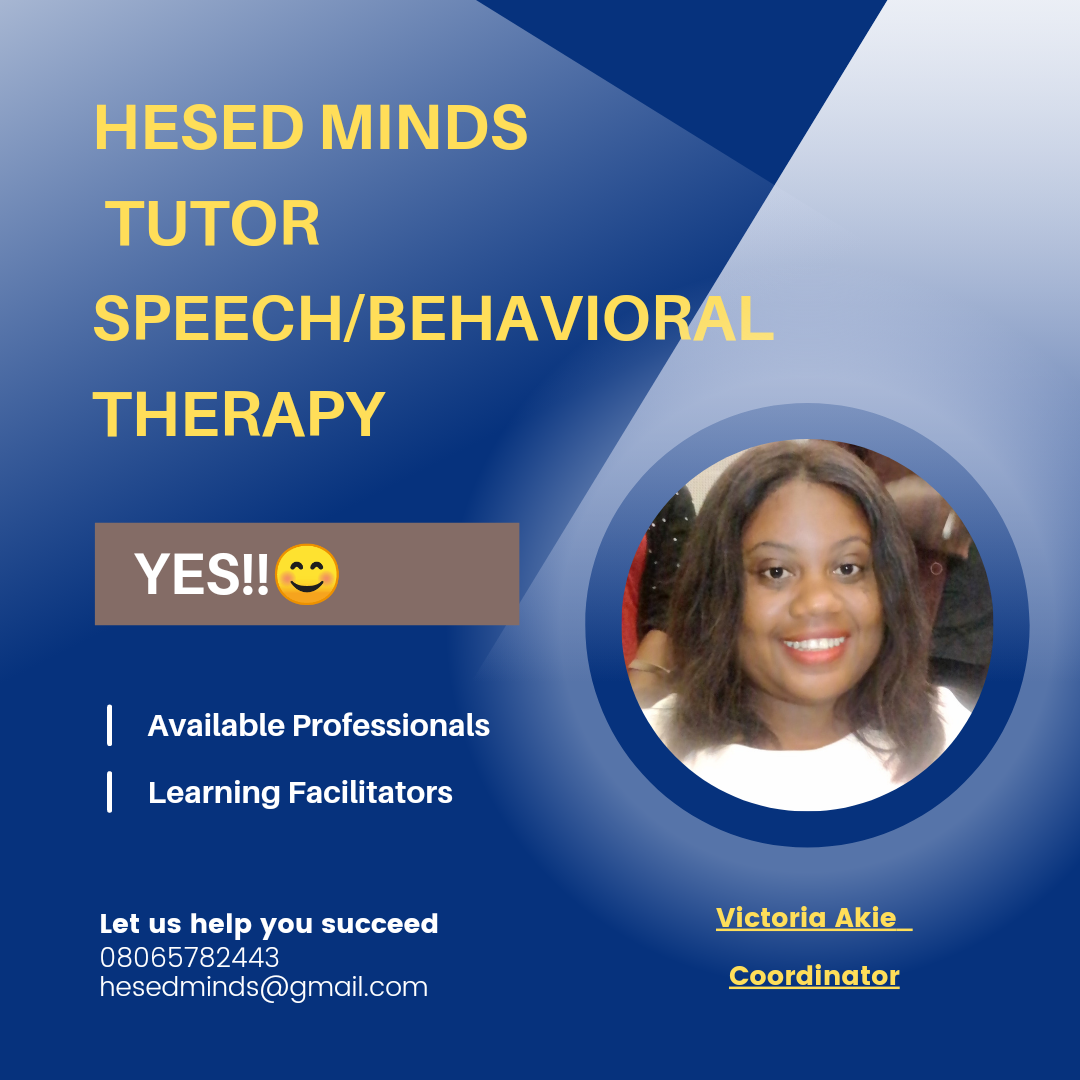 HESED MINDS
TUTOR
SPEECH/BEHAVIORAL
THERAPY
YES!!😊
Available Professionals
Learning Facilitators
Let us help you succeed
08065782443
hesedminds@gmail.com
Victoria Akie
Coordinator